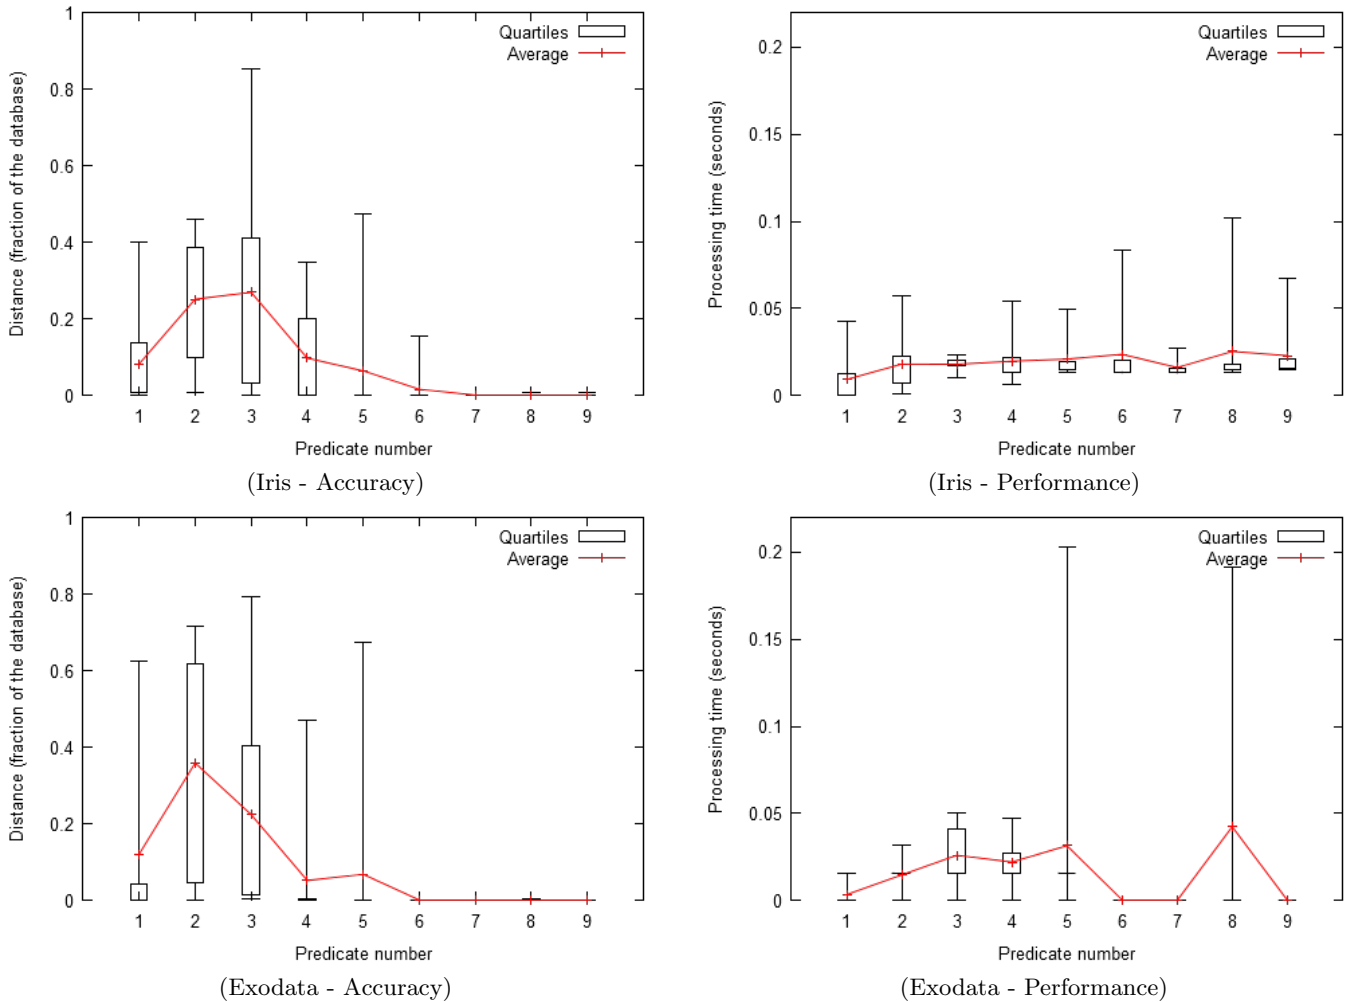 Distance (fraction of the database)
1
0.8
0.6
0.4
0.2
0
Quartiles
Average
1 2 3 4 5 6 7 8 9
Predicate number
(Iris - Accuracy)
Processing time (seconds)
0.2
0.15
0.1
0.05
0
Quartiles
Average
1 2 3 4 5 6 7 8 9
Predicate number
(Iris - Performance)
Distance (fraction of the database)
1
0.8
0.6
0.4
0.2
0
Quartiles
Average
1 2 3 4 5 6 7 8 9
Predicate number
(Exodata - Accuracy)
Processing time (seconds)
0.2
0.15
0.1
0.05
0
Quartiles
Average
1 2 3 4 5 6 7 8 9
Predicate number
(Exodata - Performance)